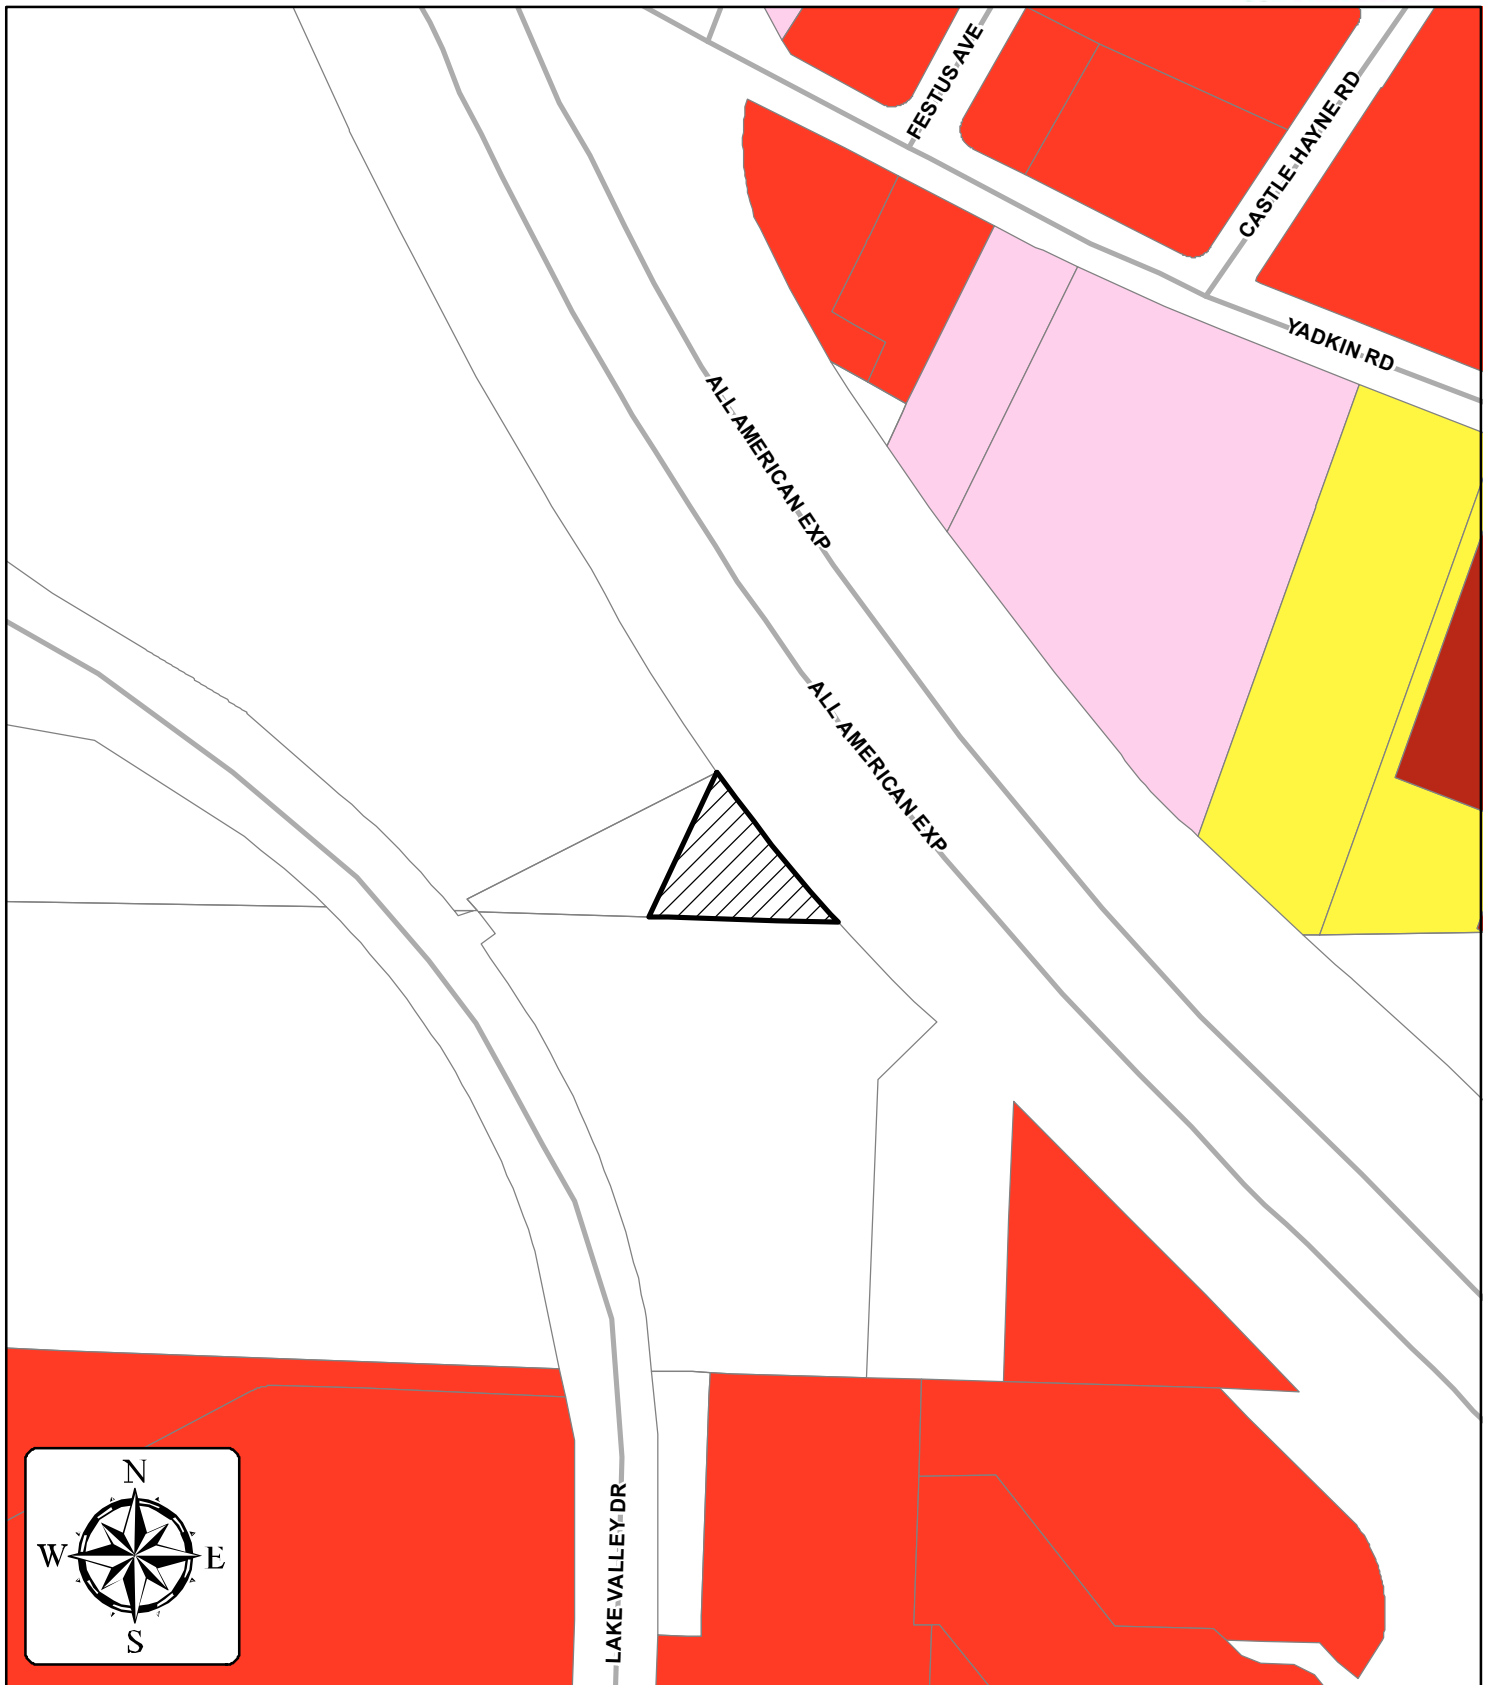 FESTUS AVE
CASTLE HAYNE RD
YADKIN RD
ALL AMERICAN EXP
ALL AMERICAN EXP
LAKE VALLEY DR
N
W
E
S